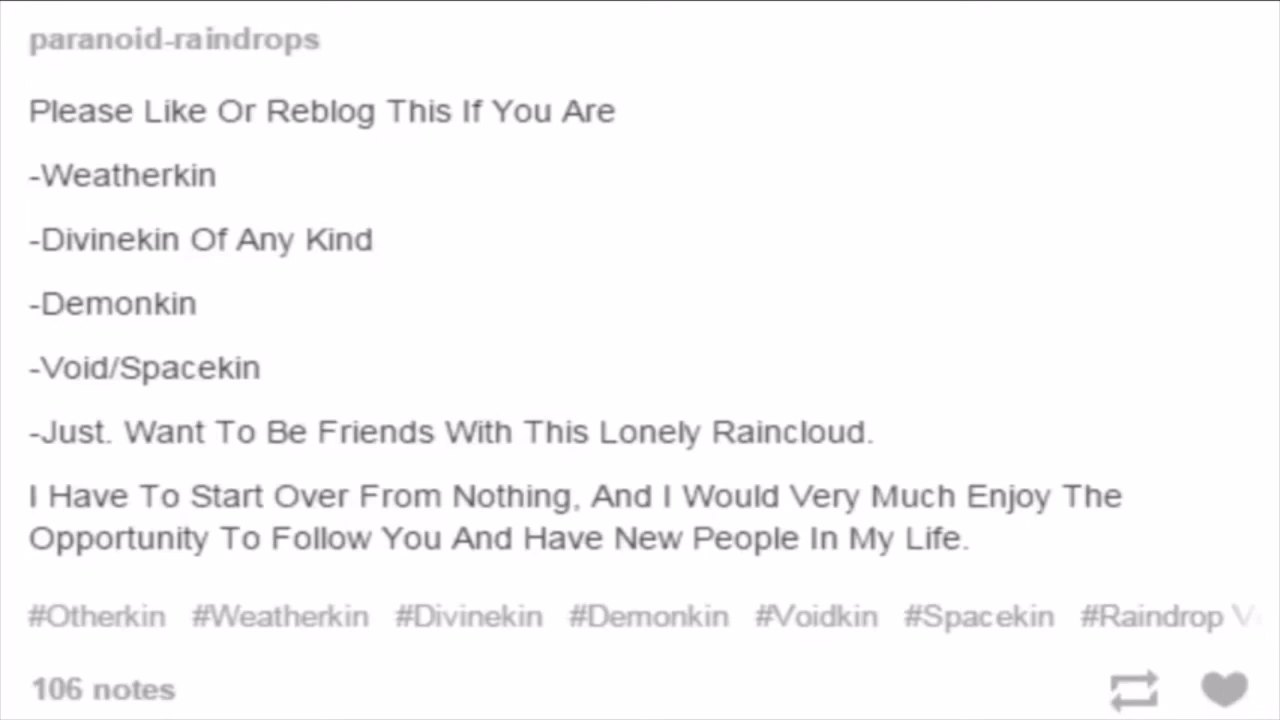 paranoid-raindrops
Please Like Or Reblog This If You Are
-Weatherkin
-Divinekin Of Any Kind
-Demonkin
-Void/Spacekin
-Just. Want To Be Friends With This Lonely Raincloud.
I Have To Start Over From Nothing, And I Would Very Much Enjoy The
Opportunity To Follow You And Have New People In My Life.
#Otherkin #Weatherkin #Divinekin #Demonkin #Voidkin #Spacekin #Raindrop
106 notes